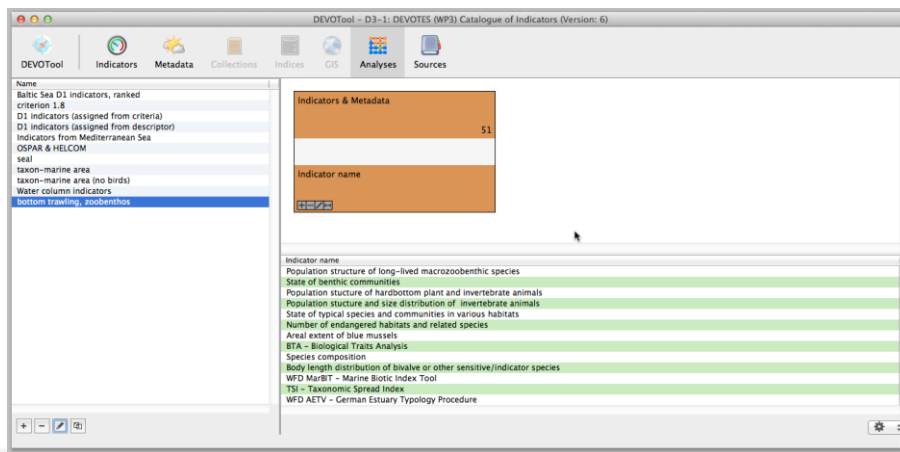 DEVOTool – D3-1: DEVOTES (WP3) Catalogue of Indicators (Version: 6)
DEVOTool Indicators Metadata Collections Indices GIS Analyses Sources
Name
Baltic Sea D1 indicators, ranked
criterion 1.8
D1 indicators (assigned from criteria)
D1 indicators (assigned from descriptor)
Indicators from Mediterranean Sea
OSPAR & HELCOM
seal
taxon-marine area
taxon-marine area (no birds)
Water column indicators
bottom trawling, zoobenthos
Indicators & Metadata
51
Indicator name
Indicator name
Population structure of long-lived macrozoobenthic species
State of benthic communities
Population stucture of hardbottom plant and invertebrate animals
Population stucture and size distribution of invertebrate animals
State of typical species and communities in various habitats
Number of endangered habitats and related species
Areal extent of blue mussels
BTA – Biological Traits Analysis
Species composition
Body length distribution of bivalve or other sensitive/indicator species
WFD MarBIT – Marine Biotic Index Tool
TSI – Taxonomic Spread Index
WFD AETV – German Estuary Typology Procedure